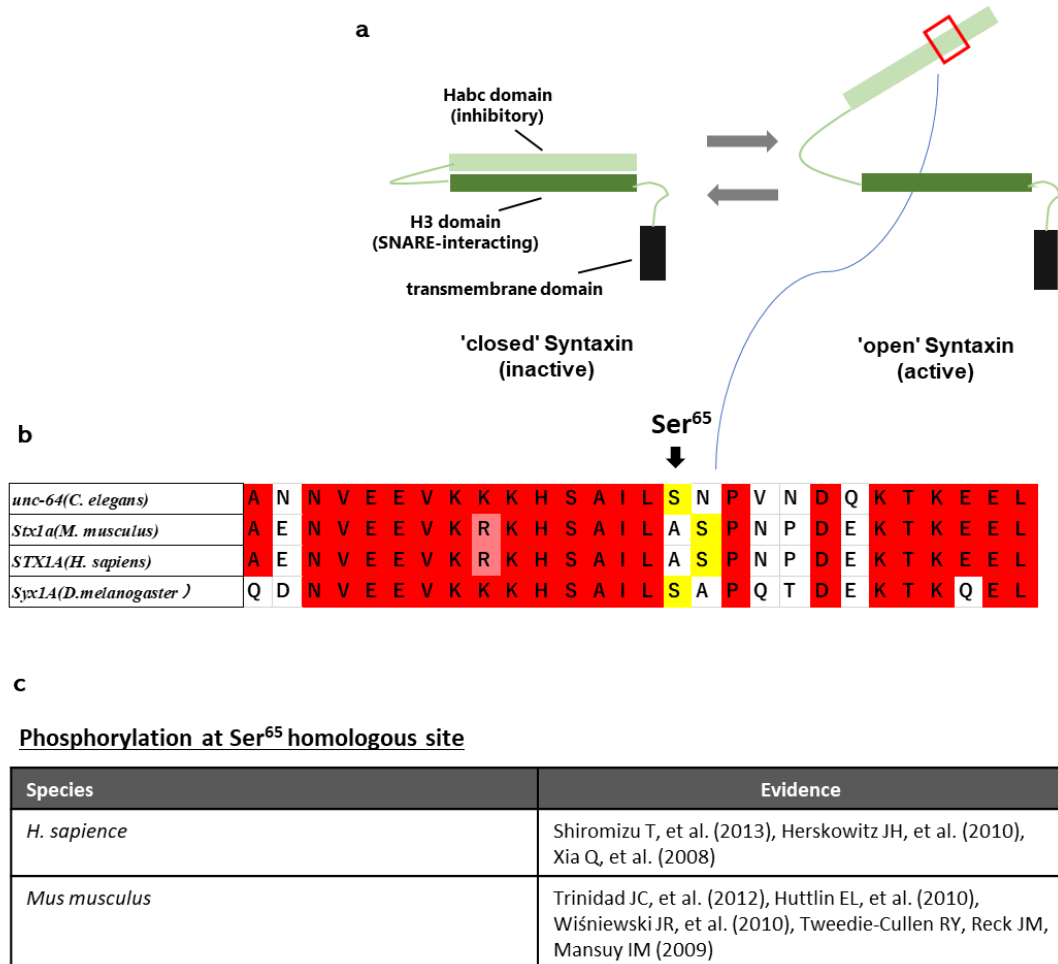 a
Habc domain
(inhibitory)
H3 domain
(SNARE-interacting)
transmembrane domain
'closed' Syntaxin
(inactive)
'open' Syntaxin
(active)
b
Ser⁶⁵
unc-64(C. elegans) A N N V E E V K K K H S A I L S N P V N D Q K T K E E L
Stx1a(M. musculus) A E N V E E V K R K H S A I L A S P N P D E K T K E E L
STX1A(H. sapiens) A E N V E E V K R K H S A I L A S P N P D E K T K E E L
Syx1A(D.melanogaster ) Q D N V E E V K K K H S A I L S A P Q T D E K T K Q E L
c
Phosphorylation at Ser⁶⁵ homologous site
Species Evidence
H. sapience Shiromizu T, et al. (2013), Herskowitz JH, et al. (2010),
Xia Q, et al. (2008)
Mus musculus Trinidad JC, et al. (2012), Huttlin EL, et al. (2010),
Wiśniewski JR, et al. (2010), Tweedie-Cullen RY, Reck JM,
Mansuy IM (2009)